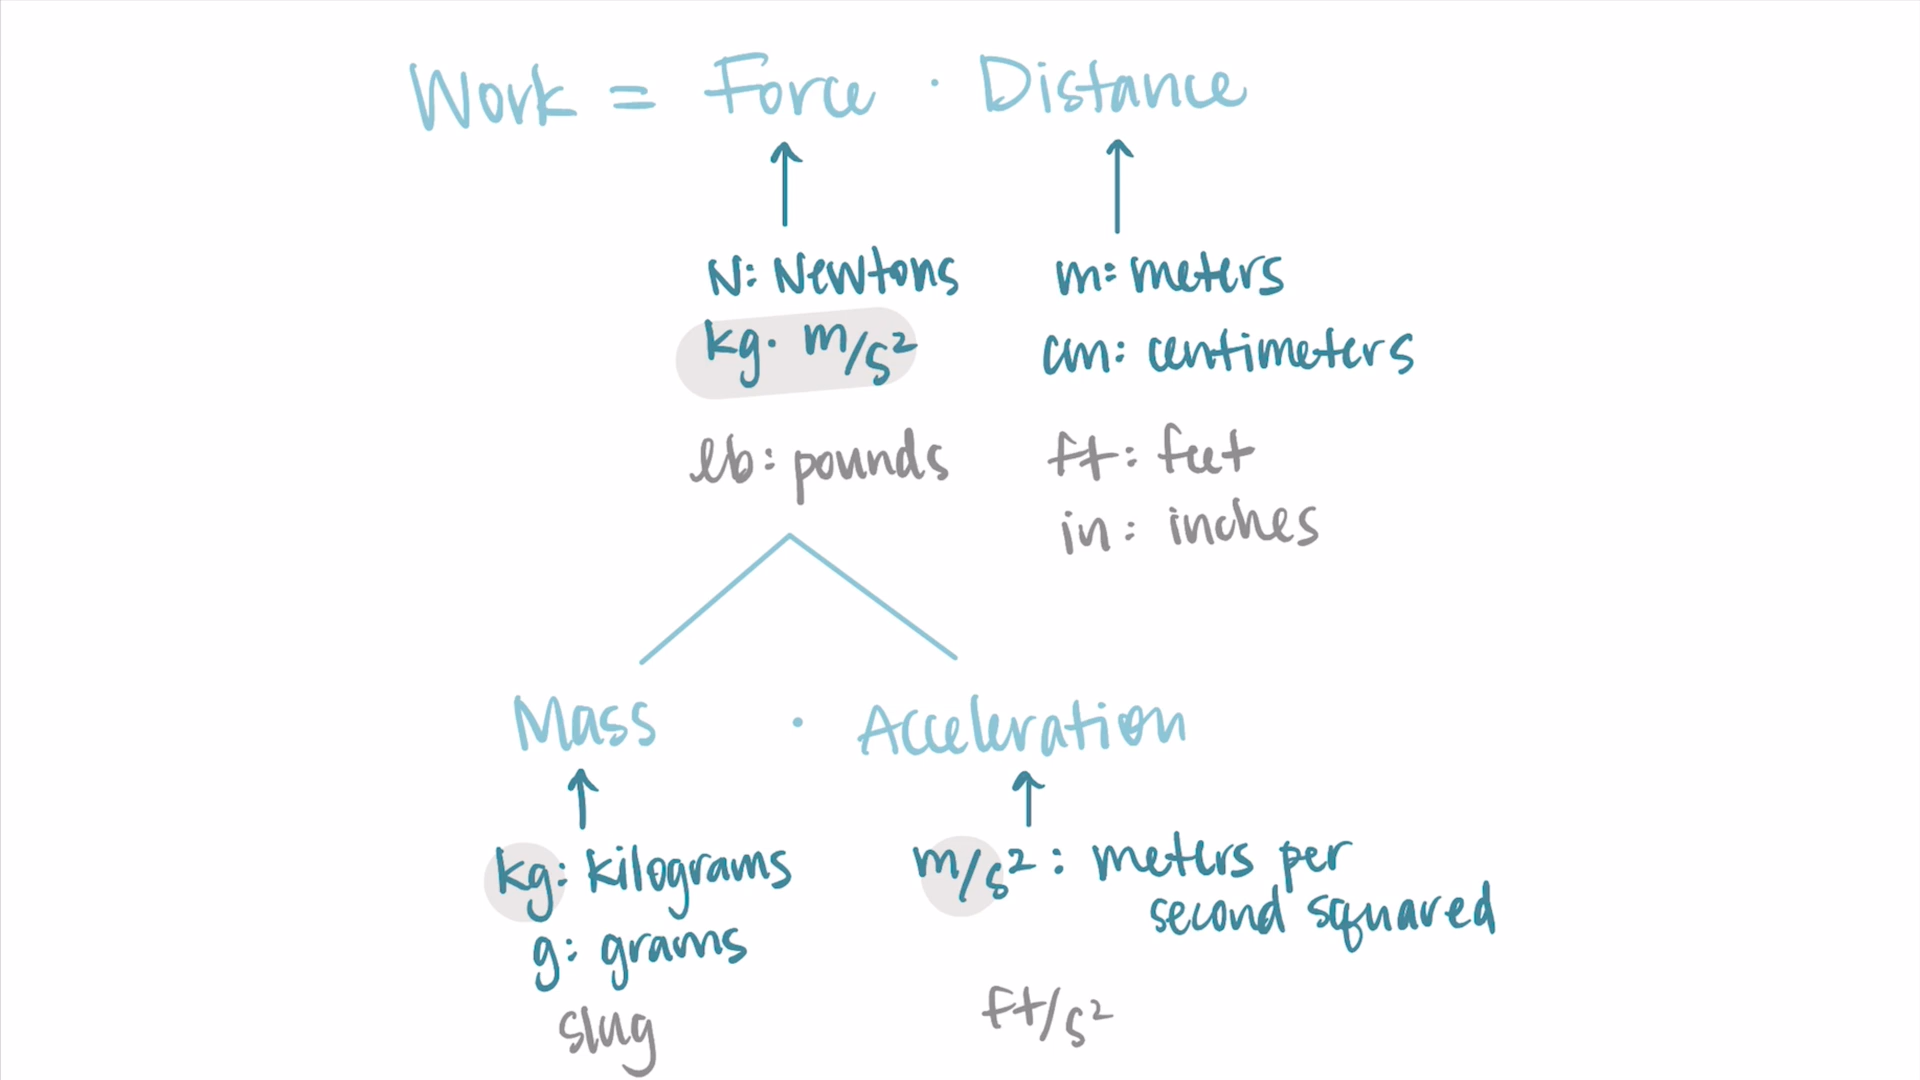 Work = Force · Distance
N: Newtons
m: meters
kg · m/s²
cm: centimeters
lb: pounds
ft: feet
in: inches
Mass · Acceleration
kg: kilograms
m/s²: meters per
second squared
g: grams
slug
ft/s²